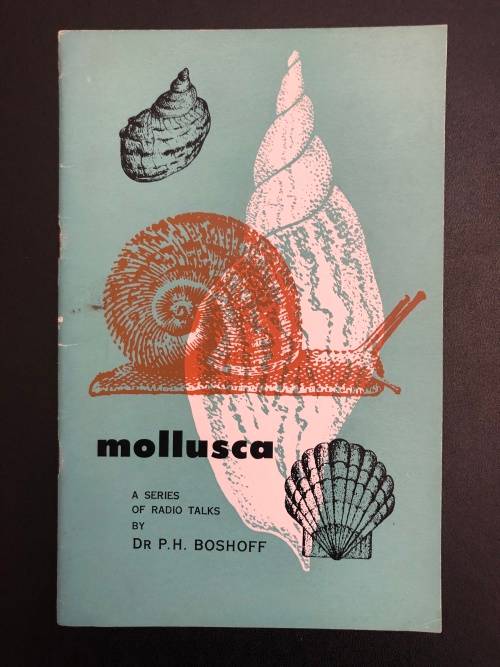 mollusca
A SERIES
OF RADIO TALKS
BY
DR P.H. BOSHOFF